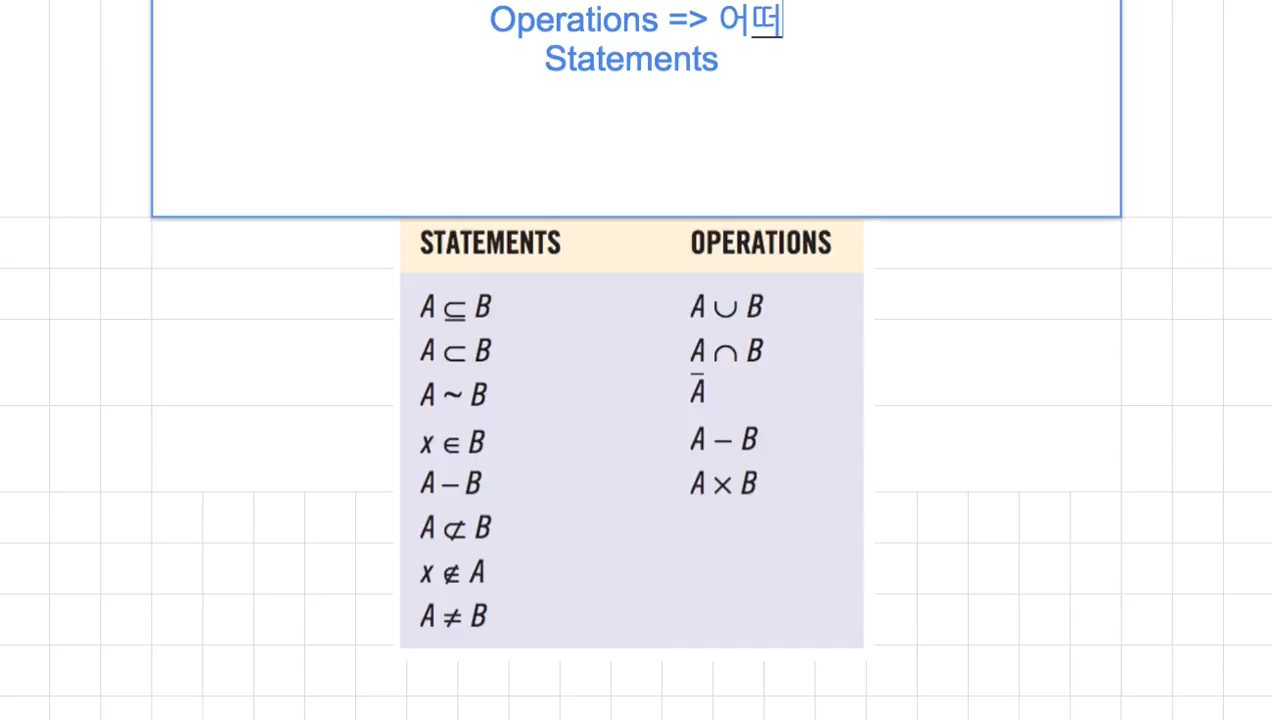 Operations => 어떠
Statements
STATEMENTS OPERATIONS
A ⊆ B A ∪ B
A ⊂ B A ∩ B
A ~ B A̅
x ∈ B A – B
A – B A × B
A ⊄ B
x ∉ A
A ≠ B